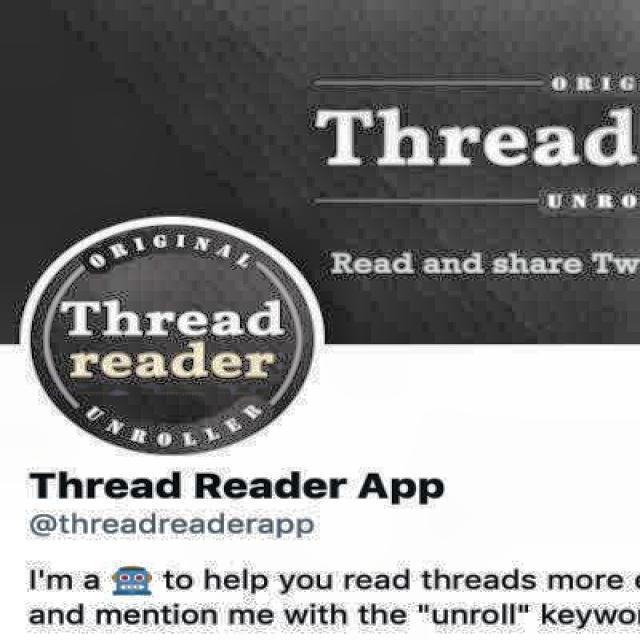 ORIG
Thread
UNRO
Read and share Tw
ORIGINAL
Thread
reader
UNROLLER
Thread Reader App
@threadreaderapp
I'm a 🤖 to help you read threads more e
and mention me with the "unroll" keywo